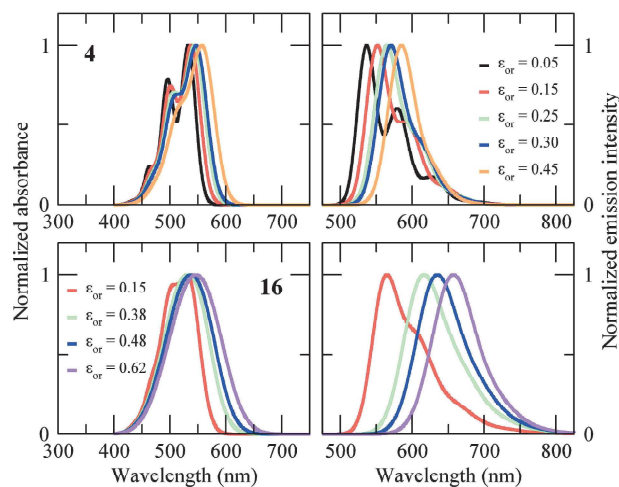 1
4
0
300 400 500 600 700
1
0
500 600 700 800
ε_or = 0.05
ε_or = 0.15
ε_or = 0.25
ε_or = 0.30
ε_or = 0.45
Normalized absorbance
Normalized emission intensity
1
16
ε_or = 0.15
ε_or = 0.38
ε_or = 0.48
ε_or = 0.62
0
300 400 500 600 700
Wavelength (nm)
1
0
500 600 700 800
Wavelength (nm)